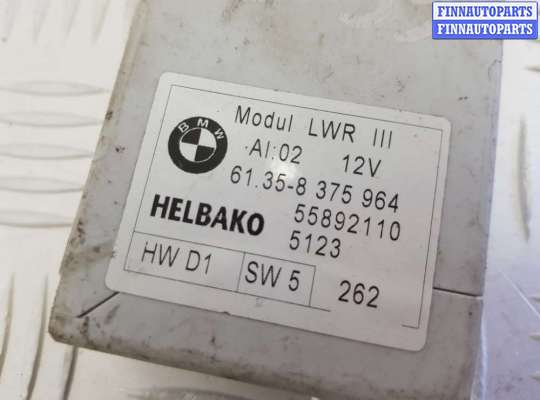 FINNAUTOPARTS
FINNAUTOPARTS
BMW
Modul LWR III
AI:02 12V
61.35-8 375 964
HELBAKO 55892110
5123
HW D1 SW 5 262